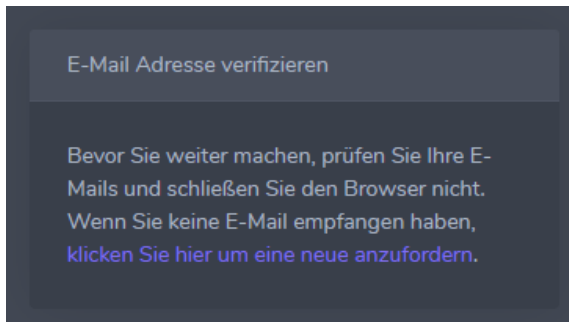 E-Mail Adresse verifizieren
Bevor Sie weiter machen, prüfen Sie Ihre E-
Mails und schließen Sie den Browser nicht.
Wenn Sie keine E-Mail empfangen haben,
klicken Sie hier um eine neue anzufordern.